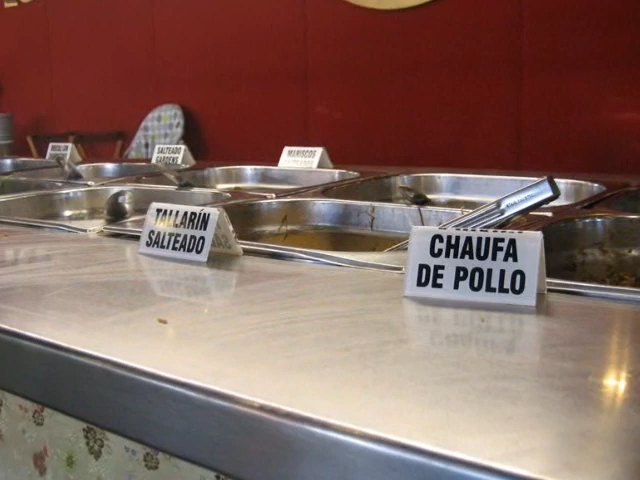 SALTEADO
MARISCOS
TALLARÍN
SALTEADO
CHAUFA
DE POLLO